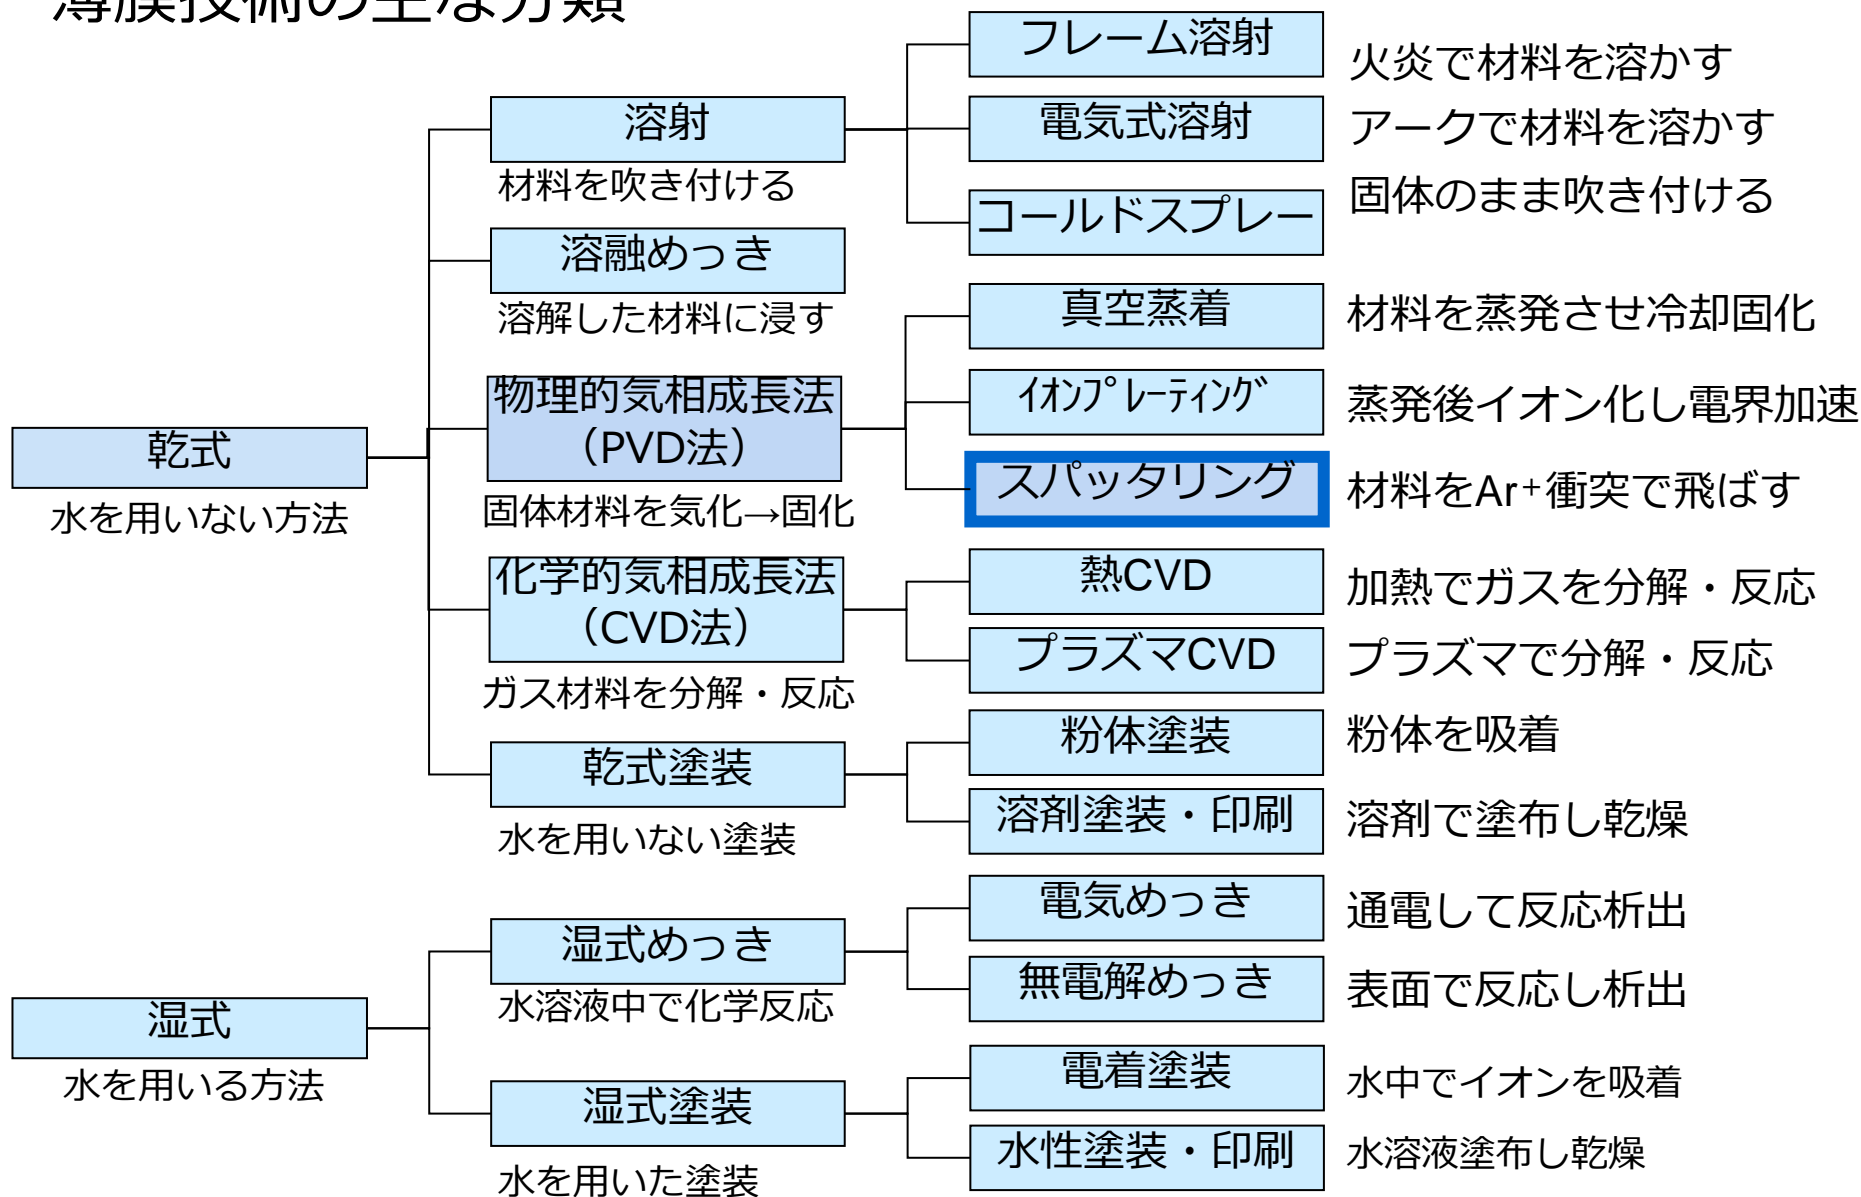 薄膜技術の主な分類
フレーム溶射
火炎で材料を溶かす
溶射
電気式溶射
アークで材料を溶かす
材料を吹き付ける
コールドスプレー
固体のまま吹き付ける
溶融めっき
溶解した材料に浸す
真空蒸着
材料を蒸発させ冷却固化
物理的気相成長法
（PVD法）
ｲｵﾝﾌﾟﾚｰﾃｨﾝｸﾞ
蒸発後イオン化し電界加速
乾式
水を用いない方法
スパッタリング
材料をAr⁺衝突で飛ばす
固体材料を気化→固化
化学的気相成長法
（CVD法）
熱CVD
加熱でガスを分解・反応
プラズマCVD
プラズマで分解・反応
ガス材料を分解・反応
粉体塗装
粉体を吸着
乾式塗装
溶剤塗装・印刷
溶剤で塗布し乾燥
水を用いない塗装
電気めっき
通電して反応析出
湿式めっき
水溶液中で化学反応
無電解めっき
表面で反応し析出
湿式
水を用いる方法
電着塗装
水中でイオンを吸着
湿式塗装
水性塗装・印刷
水溶液塗布し乾燥
水を用いた塗装